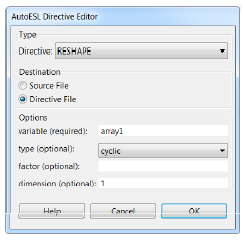 AutoESL Directive Editor
Type
Directive: RESHAPE
Destination
Source File
Directive File
Options
variable (required): array1
type (optional): cyclic
factor (optional):
dimension (optional): 1
Help Cancel OK